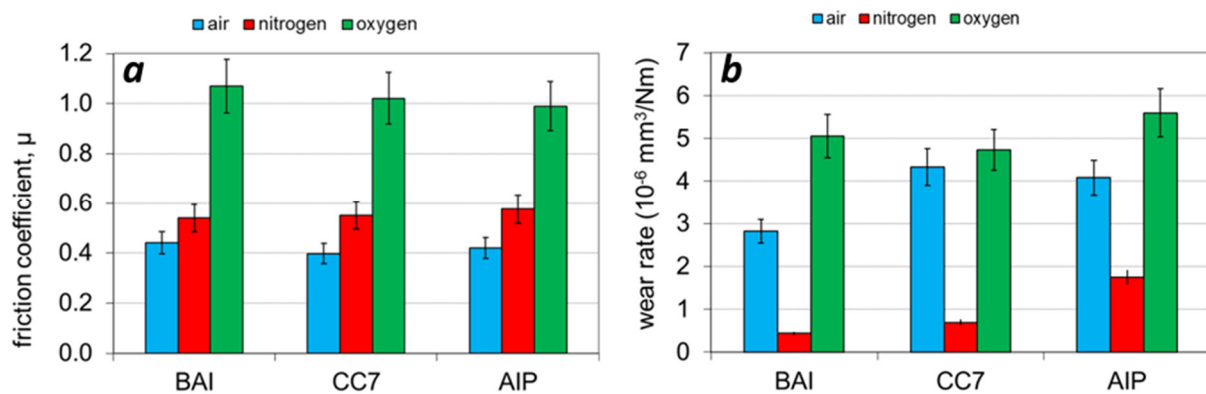 air nitrogen oxygen
a
friction coefficient, µ
1.2
1.0
0.8
0.6
0.4
0.2
0.0
BAI CC7 AIP
air nitrogen oxygen
b
wear rate (10⁻⁶ mm³/Nm)
7
6
5
4
3
2
1
0
BAI CC7 AIP